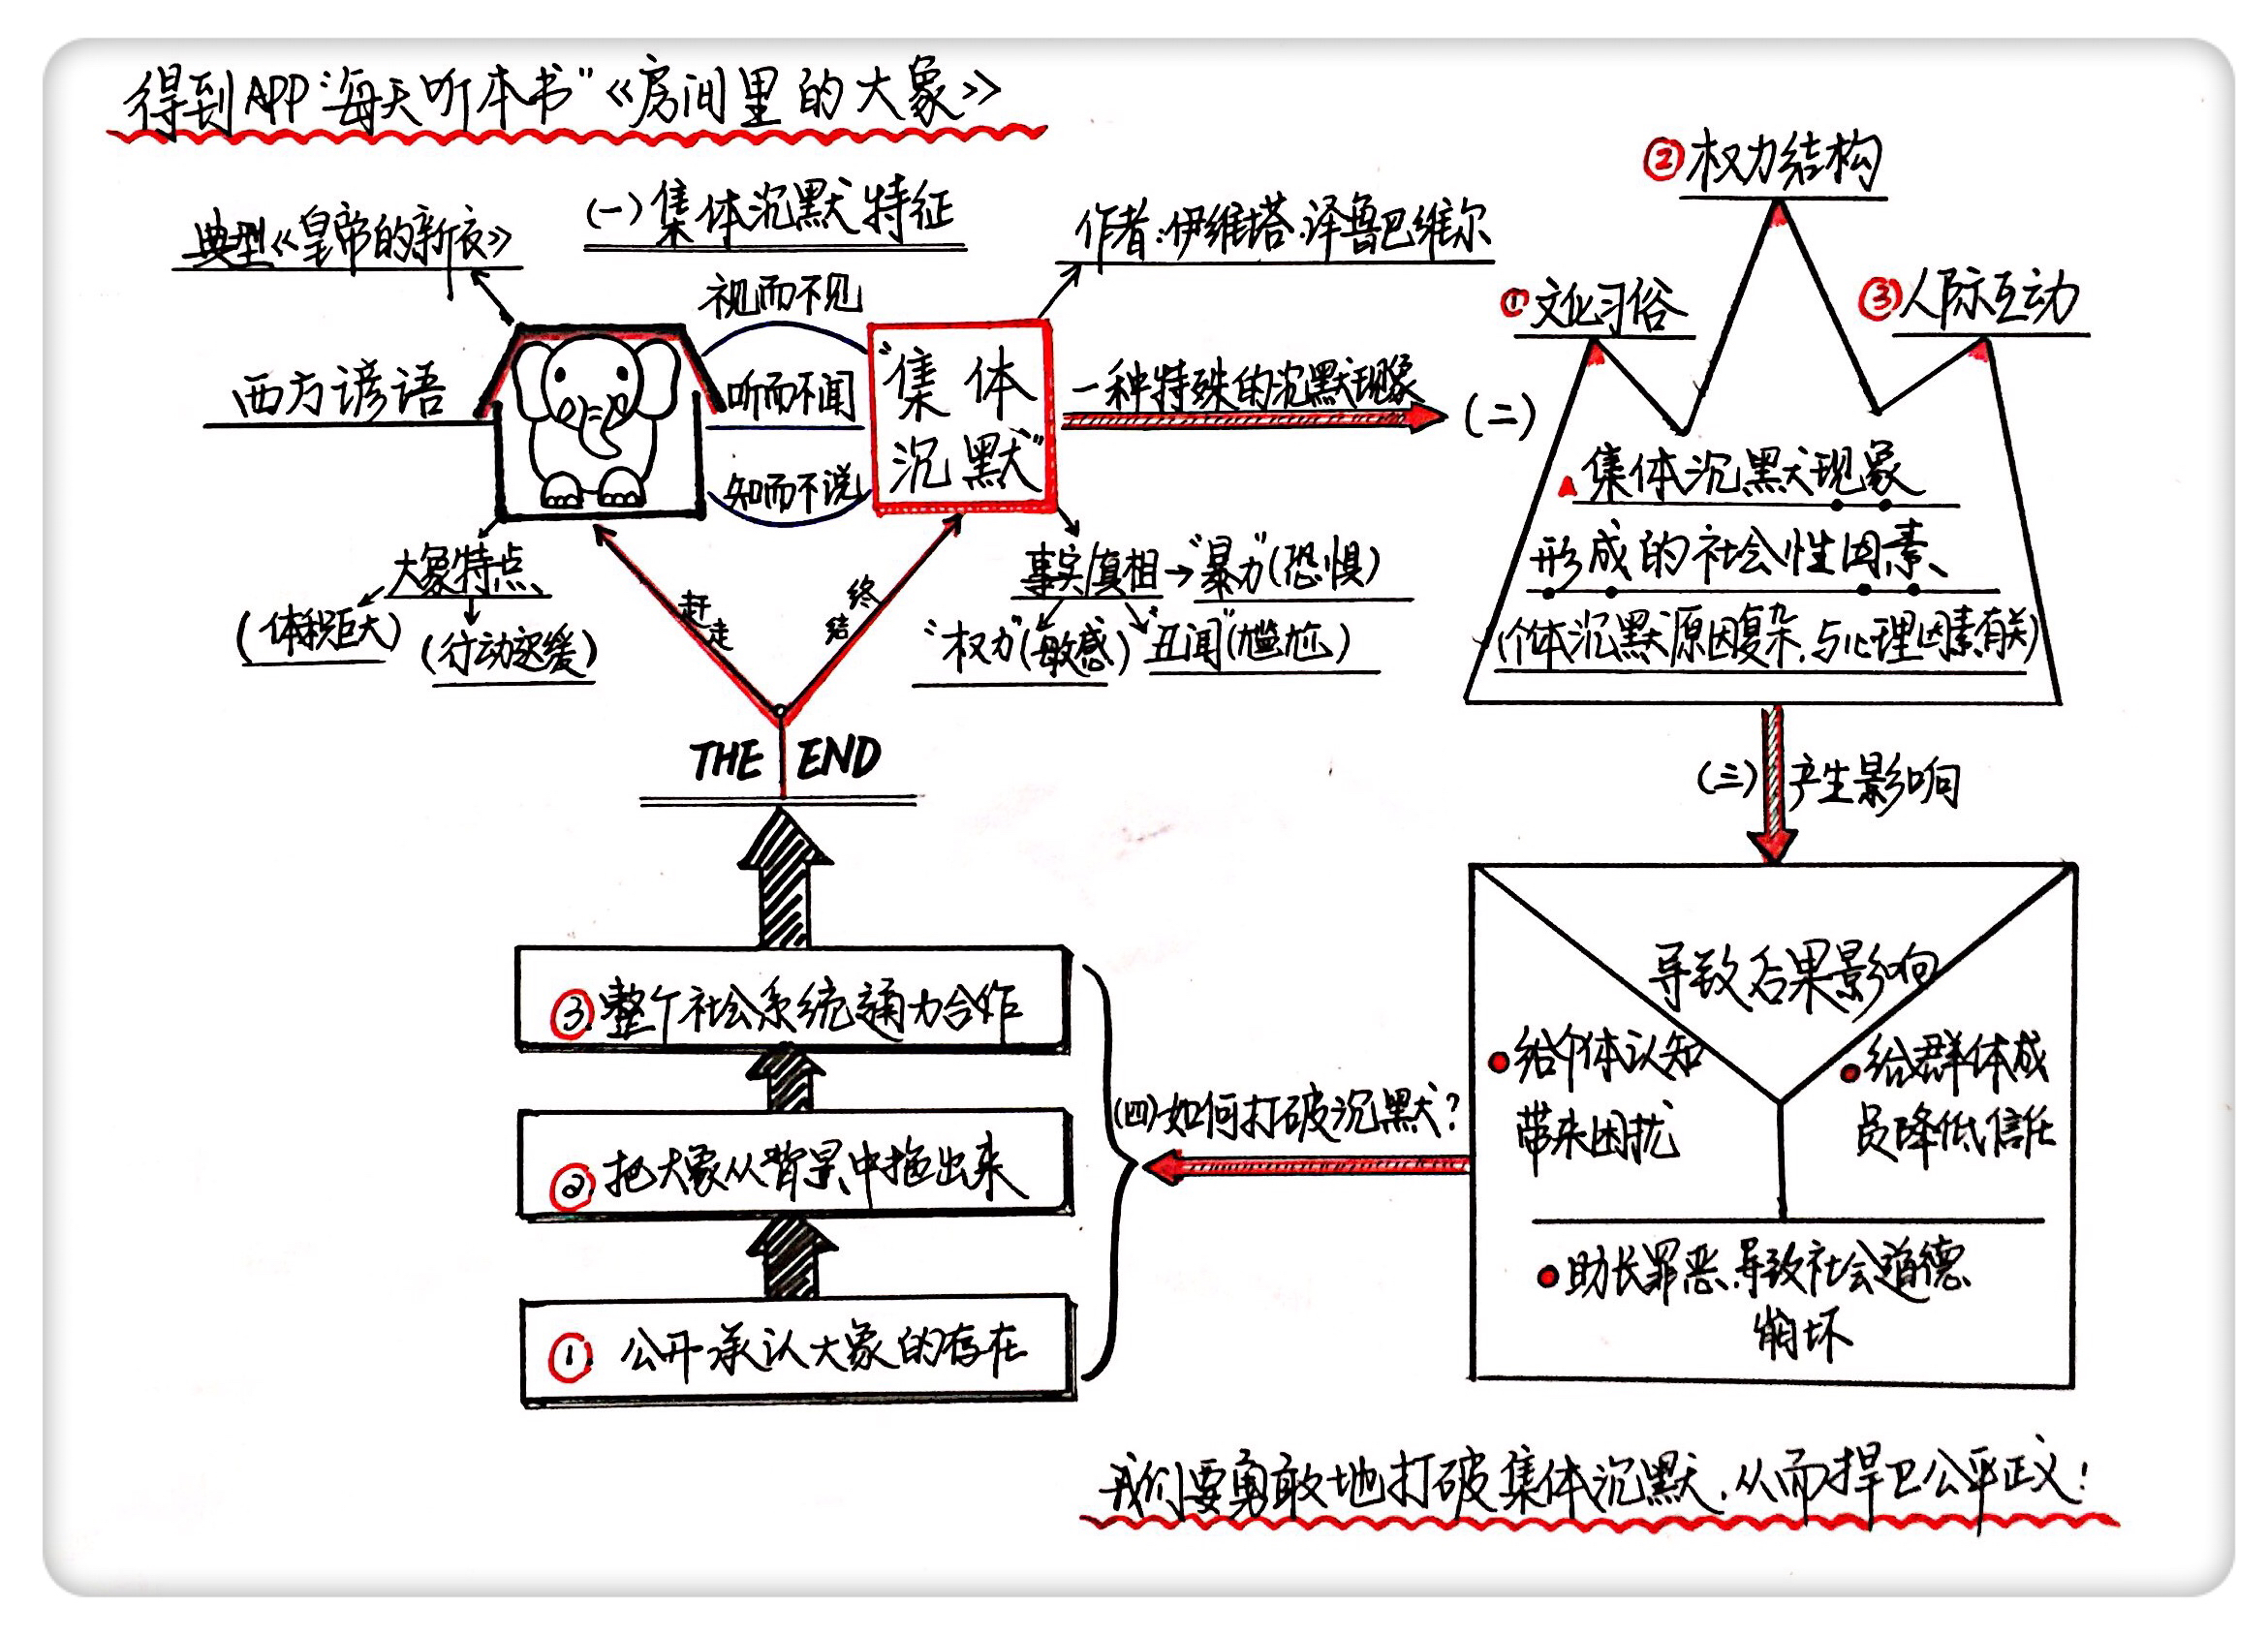 得到APP“每天听本书”《房间里的大象》
(一)集体沉默特征
典型《皇帝的新衣》
作者:伊维塔·泽鲁巴维尔
西方谚语
视而不见
听而不闻
知而不说
“集体
沉默”
一种特殊的沉默现象
大象特点
(体积巨大)
(行动迟缓)
事实/真相→“暴力”(恐惧)
“权力”(敏感)
“丑闻”(尴尬)
赶走
终结
THE END
(二)
②权力结构
①文化习俗
③人际互动
集体沉默现象
形成的社会性因素、
(个体沉默原因复杂,与心理因素有关)
(三)产生影响
导致后果影响
给个体认知
带来困扰
给群体成
员降低信任
助长罪恶,导致社会道德
崩坏
(四)如何打破沉默?
③.整个社会系统通力合作
②.把大象从背景中拖出来
①.公开承认大象的存在
我们要勇敢地打破集体沉默,从而捍卫公平正义!